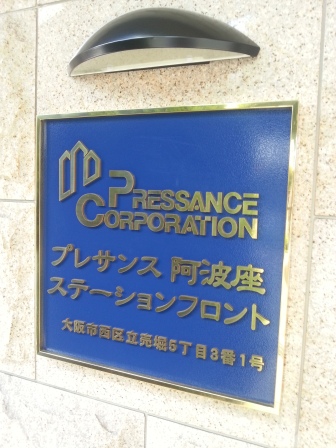 PRESSANCE
CORPORATION
プレサンス 阿波座
ステーションフロント
大阪市西区立売堀5丁目3番1号